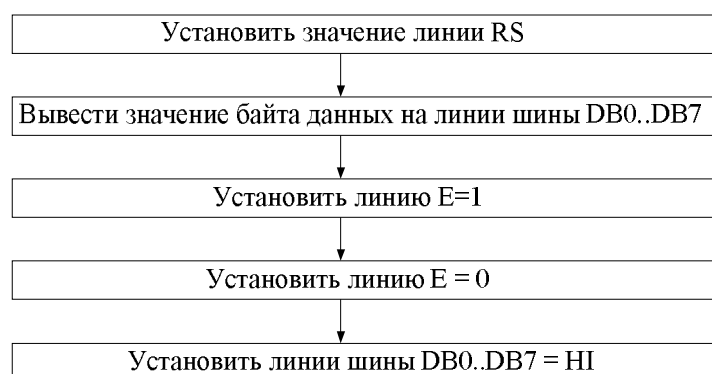 Установить значение линии RS
Вывести значение байта данных на линии шины DB0..DB7
Установить линию E=1
Установить линию E = 0
Установить линии шины DB0..DB7 = HI